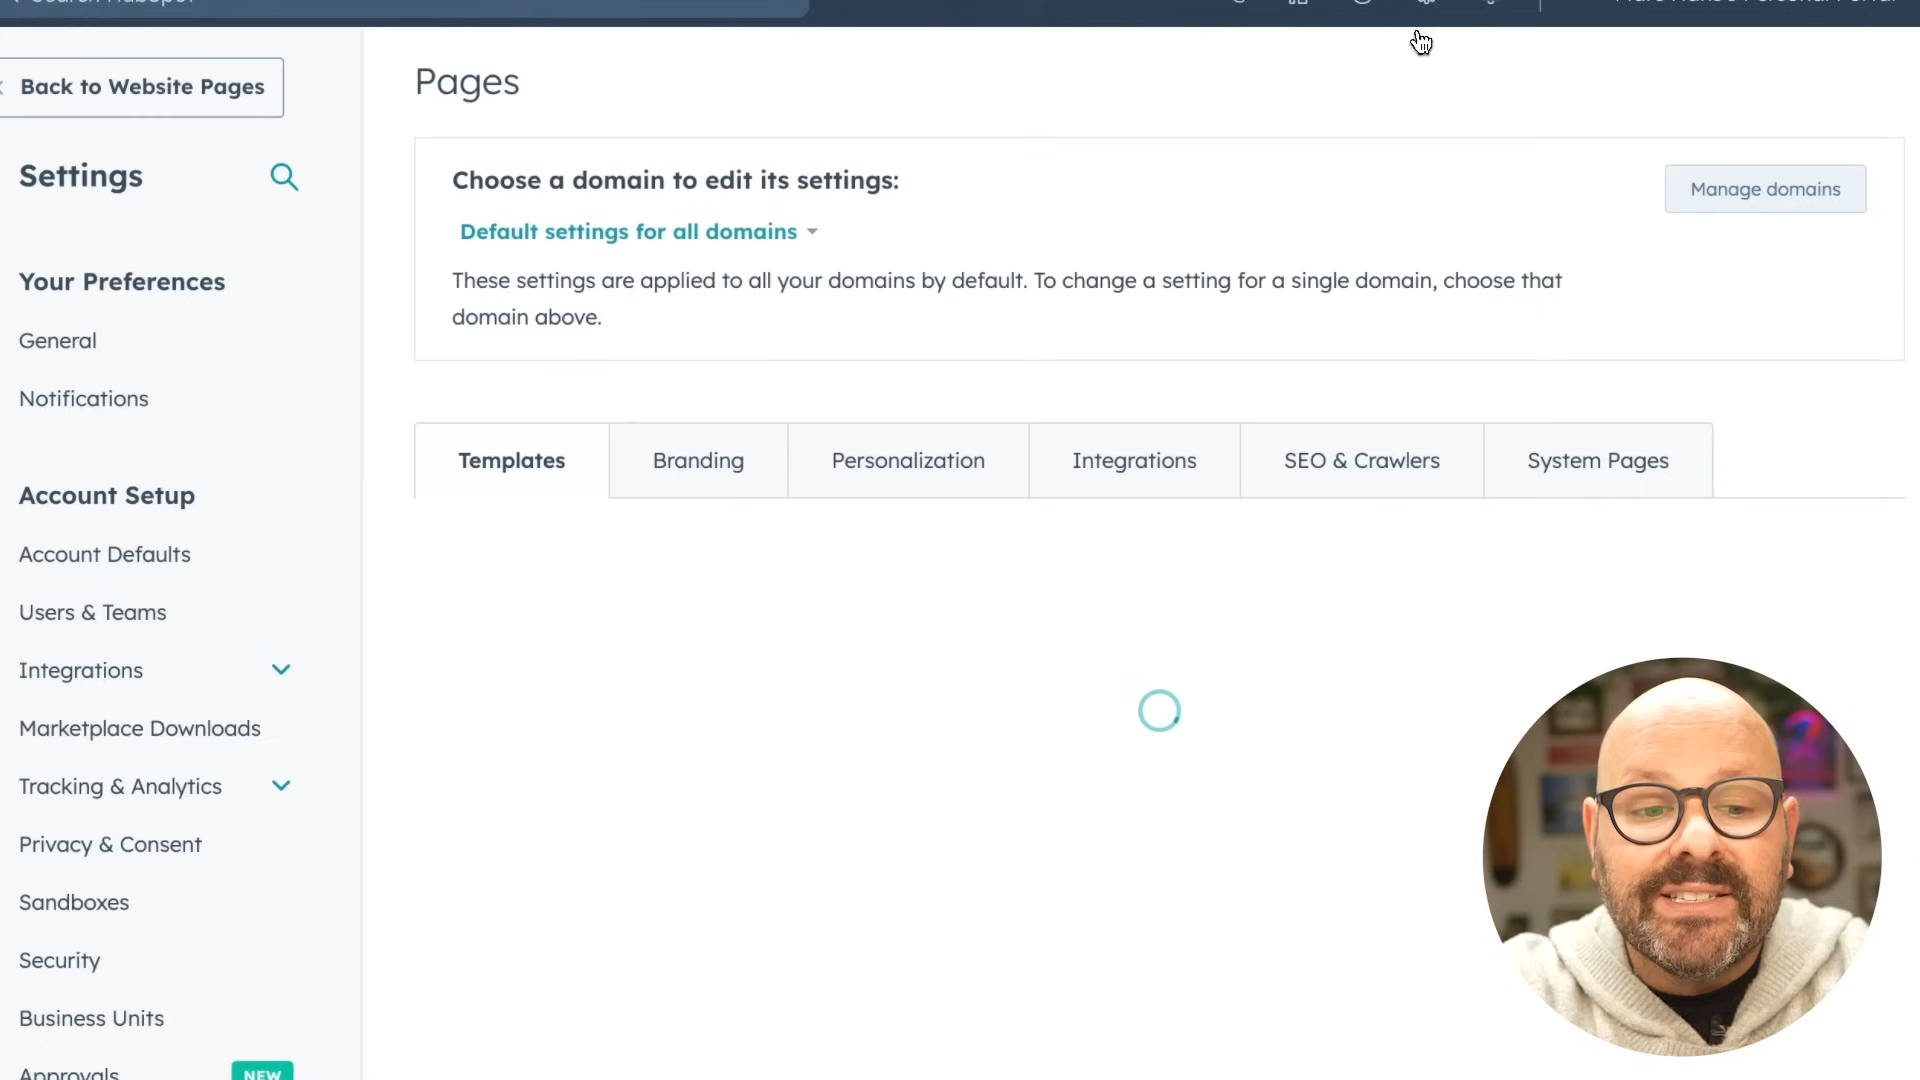 Back to Website Pages
Settings
Your Preferences
General
Notifications
Account Setup
Account Defaults
Users & Teams
Integrations
Marketplace Downloads
Tracking & Analytics
Privacy & Consent
Sandboxes
Security
Business Units
Approvals NEW
Pages
Choose a domain to edit its settings:
Manage domains
Default settings for all domains
These settings are applied to all your domains by default. To change a setting for a single domain, choose that
domain above.
Templates Branding Personalization Integrations SEO & Crawlers System Pages